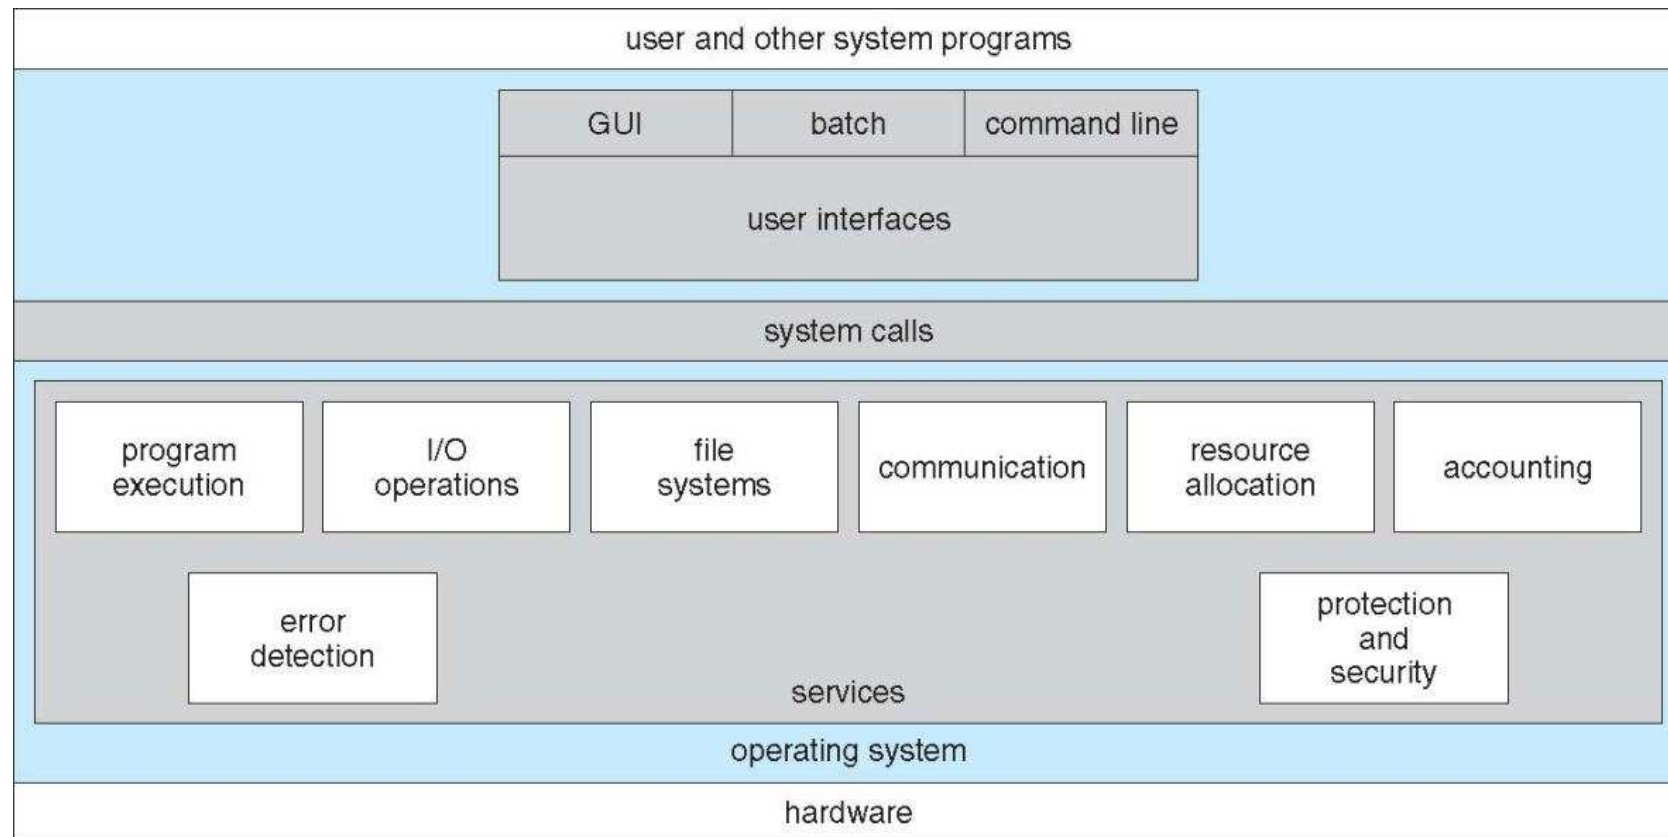 user and other system programs
GUI
batch
command line
user interfaces
system calls
program
execution
I/O
operations
file
systems
communication
resource
allocation
accounting
error
detection
protection
and
security
services
operating system
hardware